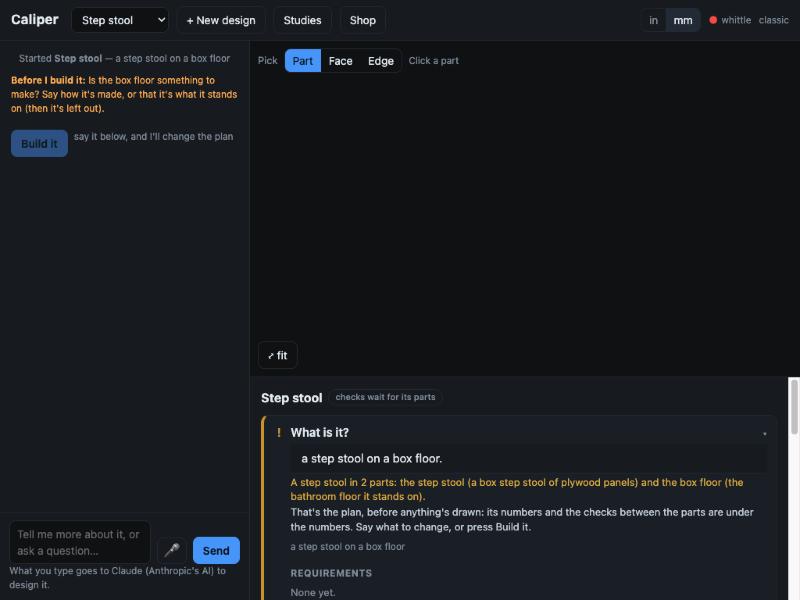 Caliper
Step stool
+ New design
Studies
Shop
in
mm
whittle
classic
Started Step stool — a step stool on a box floor
Before I build it: Is the box floor something to
make? Say how it's made, or that it's what it stands
on (then it's left out).
Build it
say it below, and I'll change the plan
Pick
Part
Face
Edge
Click a part
fit
Step stool
checks wait for its parts
! What is it?
a step stool on a box floor.
A step stool in 2 parts: the step stool (a box step stool of plywood panels) and the box floor (the
bathroom floor it stands on).
That's the plan, before anything's drawn: its numbers and the checks between the parts are under
the numbers. Say what to change, or press Build it.
a step stool on a box floor
REQUIREMENTS
None yet.
Tell me more about it, or
ask a question...
Send
What you type goes to Claude (Anthropic's AI) to
design it.